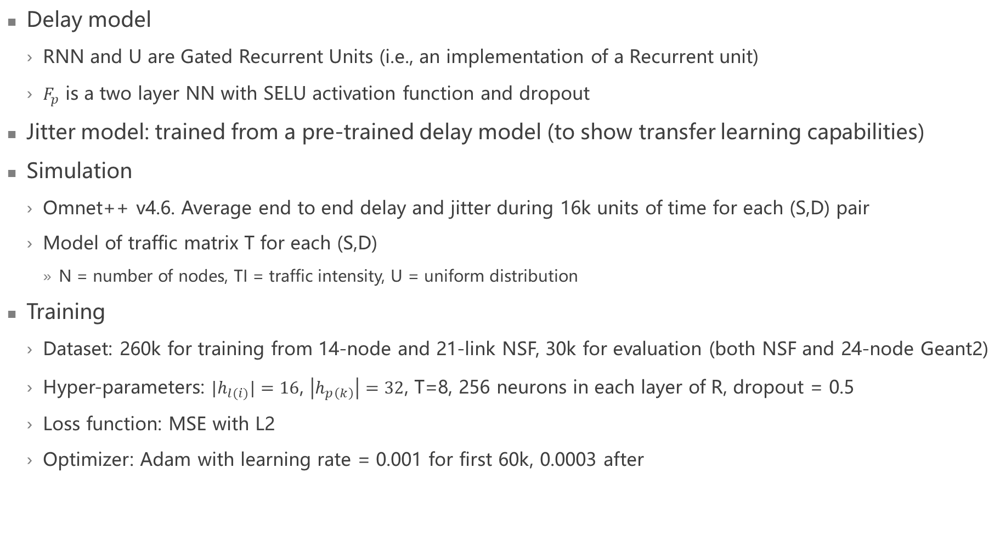 ▪ Delay model
› RNN and U are Gated Recurrent Units (i.e., an implementation of a Recurrent unit)
› $F_p$ is a two layer NN with SELU activation function and dropout
▪ Jitter model: trained from a pre-trained delay model (to show transfer learning capabilities)
▪ Simulation
› Omnet++ v4.6. Average end to end delay and jitter during 16k units of time for each (S,D) pair
› Model of traffic matrix T for each (S,D)
» N = number of nodes, TI = traffic intensity, U = uniform distribution
▪ Training
› Dataset: 260k for training from 14-node and 21-link NSF, 30k for evaluation (both NSF and 24-node Geant2)
› Hyper-parameters: $|h_{l(i)}| = 16$, $|h_{p(k)}| = 32$, T=8, 256 neurons in each layer of R, dropout = 0.5
› Loss function: MSE with L2
› Optimizer: Adam with learning rate = 0.001 for first 60k, 0.0003 after